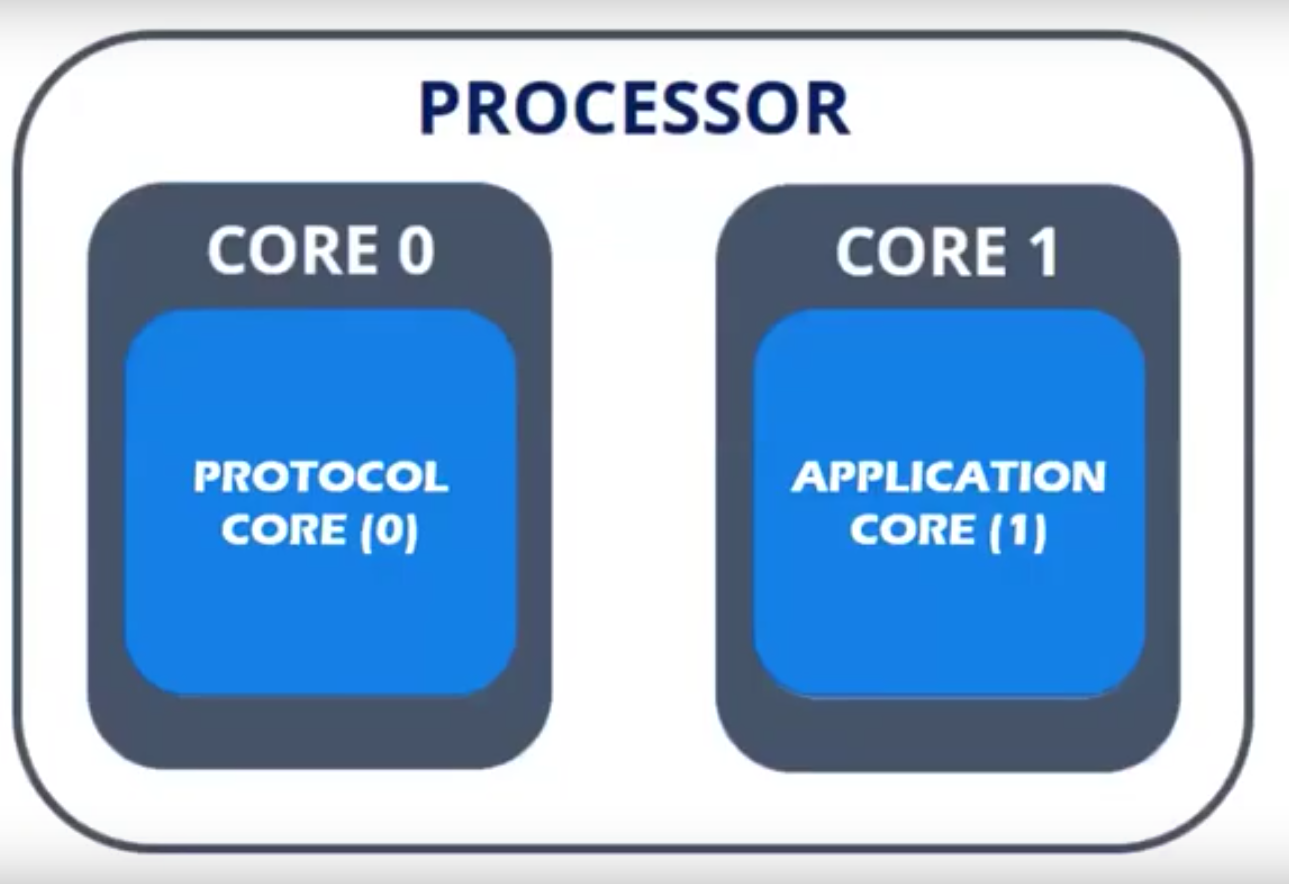 PROCESSOR
CORE 0
PROTOCOL
CORE (0)
CORE 1
APPLICATION
CORE (1)